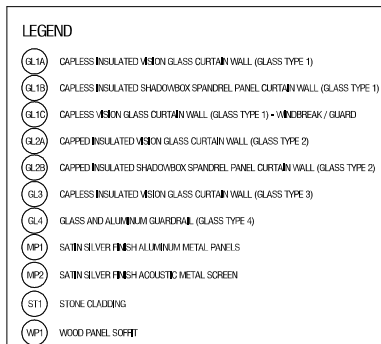 LEGEND
GL1A CAPLESS INSULATED VISION GLASS CURTAIN WALL (GLASS TYPE 1)
GL1B CAPLESS INSULATED SHADOWBOX SPANDREL PANEL CURTAIN WALL (GLASS TYPE 1)
GL1C CAPLESS VISION GLASS CURTAIN WALL (GLASS TYPE 1) - WINDBREAK / GUARD
GL2A CAPPED INSULATED VISION GLASS CURTAIN WALL (GLASS TYPE 2)
GL2B CAPPED INSULATED SHADOWBOX SPANDREL PANEL CURTAIN WALL (GLASS TYPE 2)
GL3 CAPLESS INSULATED VISION GLASS CURTAIN WALL (GLASS TYPE 3)
GL4 GLASS AND ALUMINUM GUARDRAIL (GLASS TYPE 4)
MP1 SATIN SILVER FINISH ALUMINUM METAL PANELS
MP2 SATIN SILVER FINISH ACOUSTIC METAL SCREEN
ST1 STONE CLADDING
WP1 WOOD PANEL SOFFIT